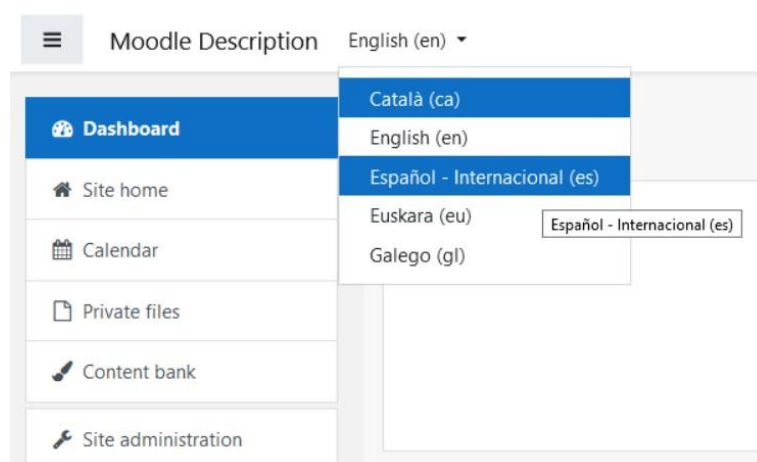 Moodle Description English (en)
Català (ca)
English (en)
Español - Internacional (es)
Euskara (eu)
Galego (gl)
Español - Internacional (es)
Dashboard
Site home
Calendar
Private files
Content bank
Site administration